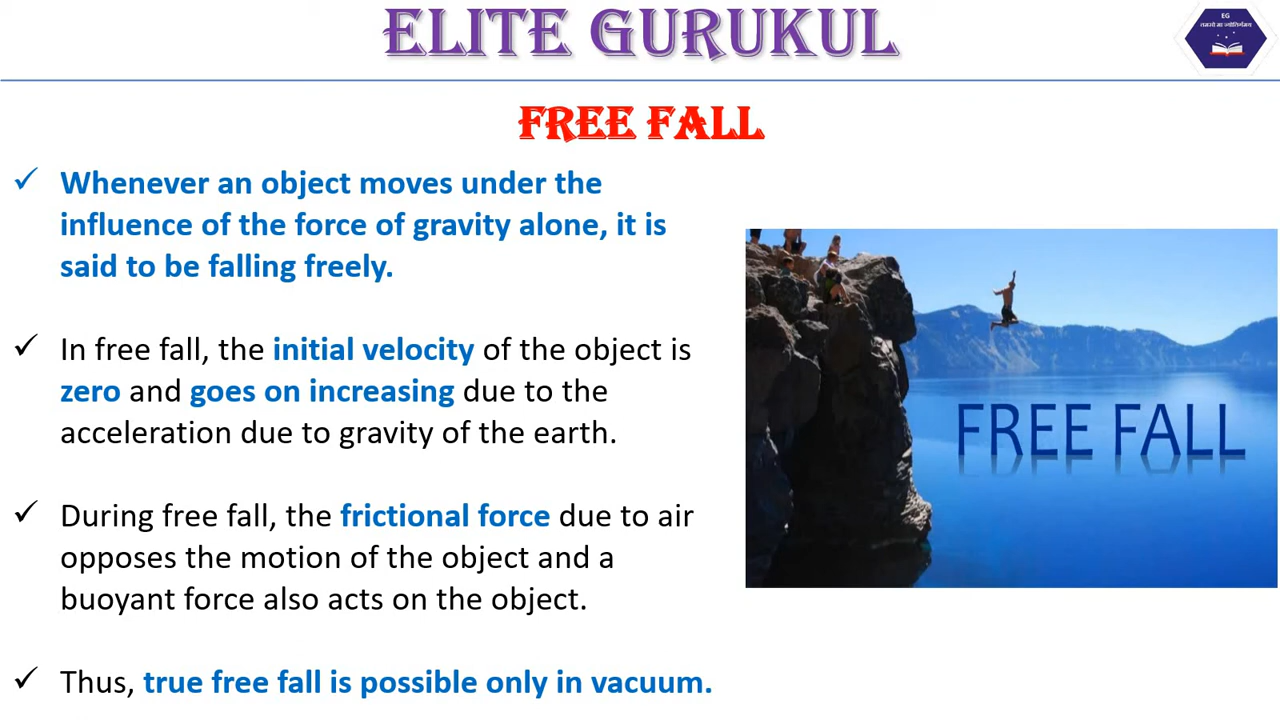 ELITE GURUKUL
EG
तमसो मा ज्योतिर्गमय
FREE FALL
✓ Whenever an object moves under the
influence of the force of gravity alone, it is
said to be falling freely.
✓ In free fall, the initial velocity of the object is
zero and goes on increasing due to the
acceleration due to gravity of the earth.
✓ During free fall, the frictional force due to air
opposes the motion of the object and a
buoyant force also acts on the object.
✓ Thus, true free fall is possible only in vacuum.
FREE FALL